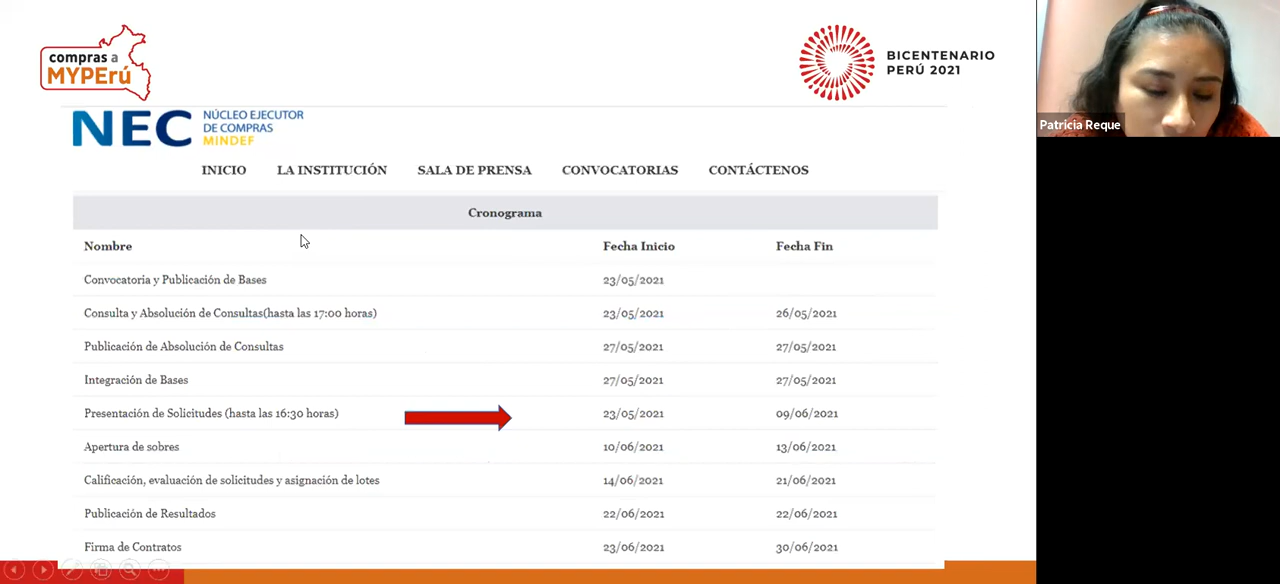 compras a
MYPErú
BICENTENARIO
PERÚ 2021
Patricia Reque
NEC NÚCLEO EJECUTOR
DE COMPRAS
MINDEF
INICIO LA INSTITUCIÓN SALA DE PRENSA CONVOCATORIAS CONTÁCTENOS
Cronograma
Nombre Fecha Inicio Fecha Fin
Convocatoria y Publicación de Bases 23/05/2021
Consulta y Absolución de Consultas(hasta las 17:00 horas) 23/05/2021 26/05/2021
Publicación de Absolución de Consultas 27/05/2021 27/05/2021
Integración de Bases 27/05/2021 27/05/2021
Presentación de Solicitudes (hasta las 16:30 horas) 23/05/2021 09/06/2021
Apertura de sobres 10/06/2021 13/06/2021
Calificación, evaluación de solicitudes y asignación de lotes 14/06/2021 21/06/2021
Publicación de Resultados 22/06/2021 22/06/2021
Firma de Contratos 23/06/2021 30/06/2021